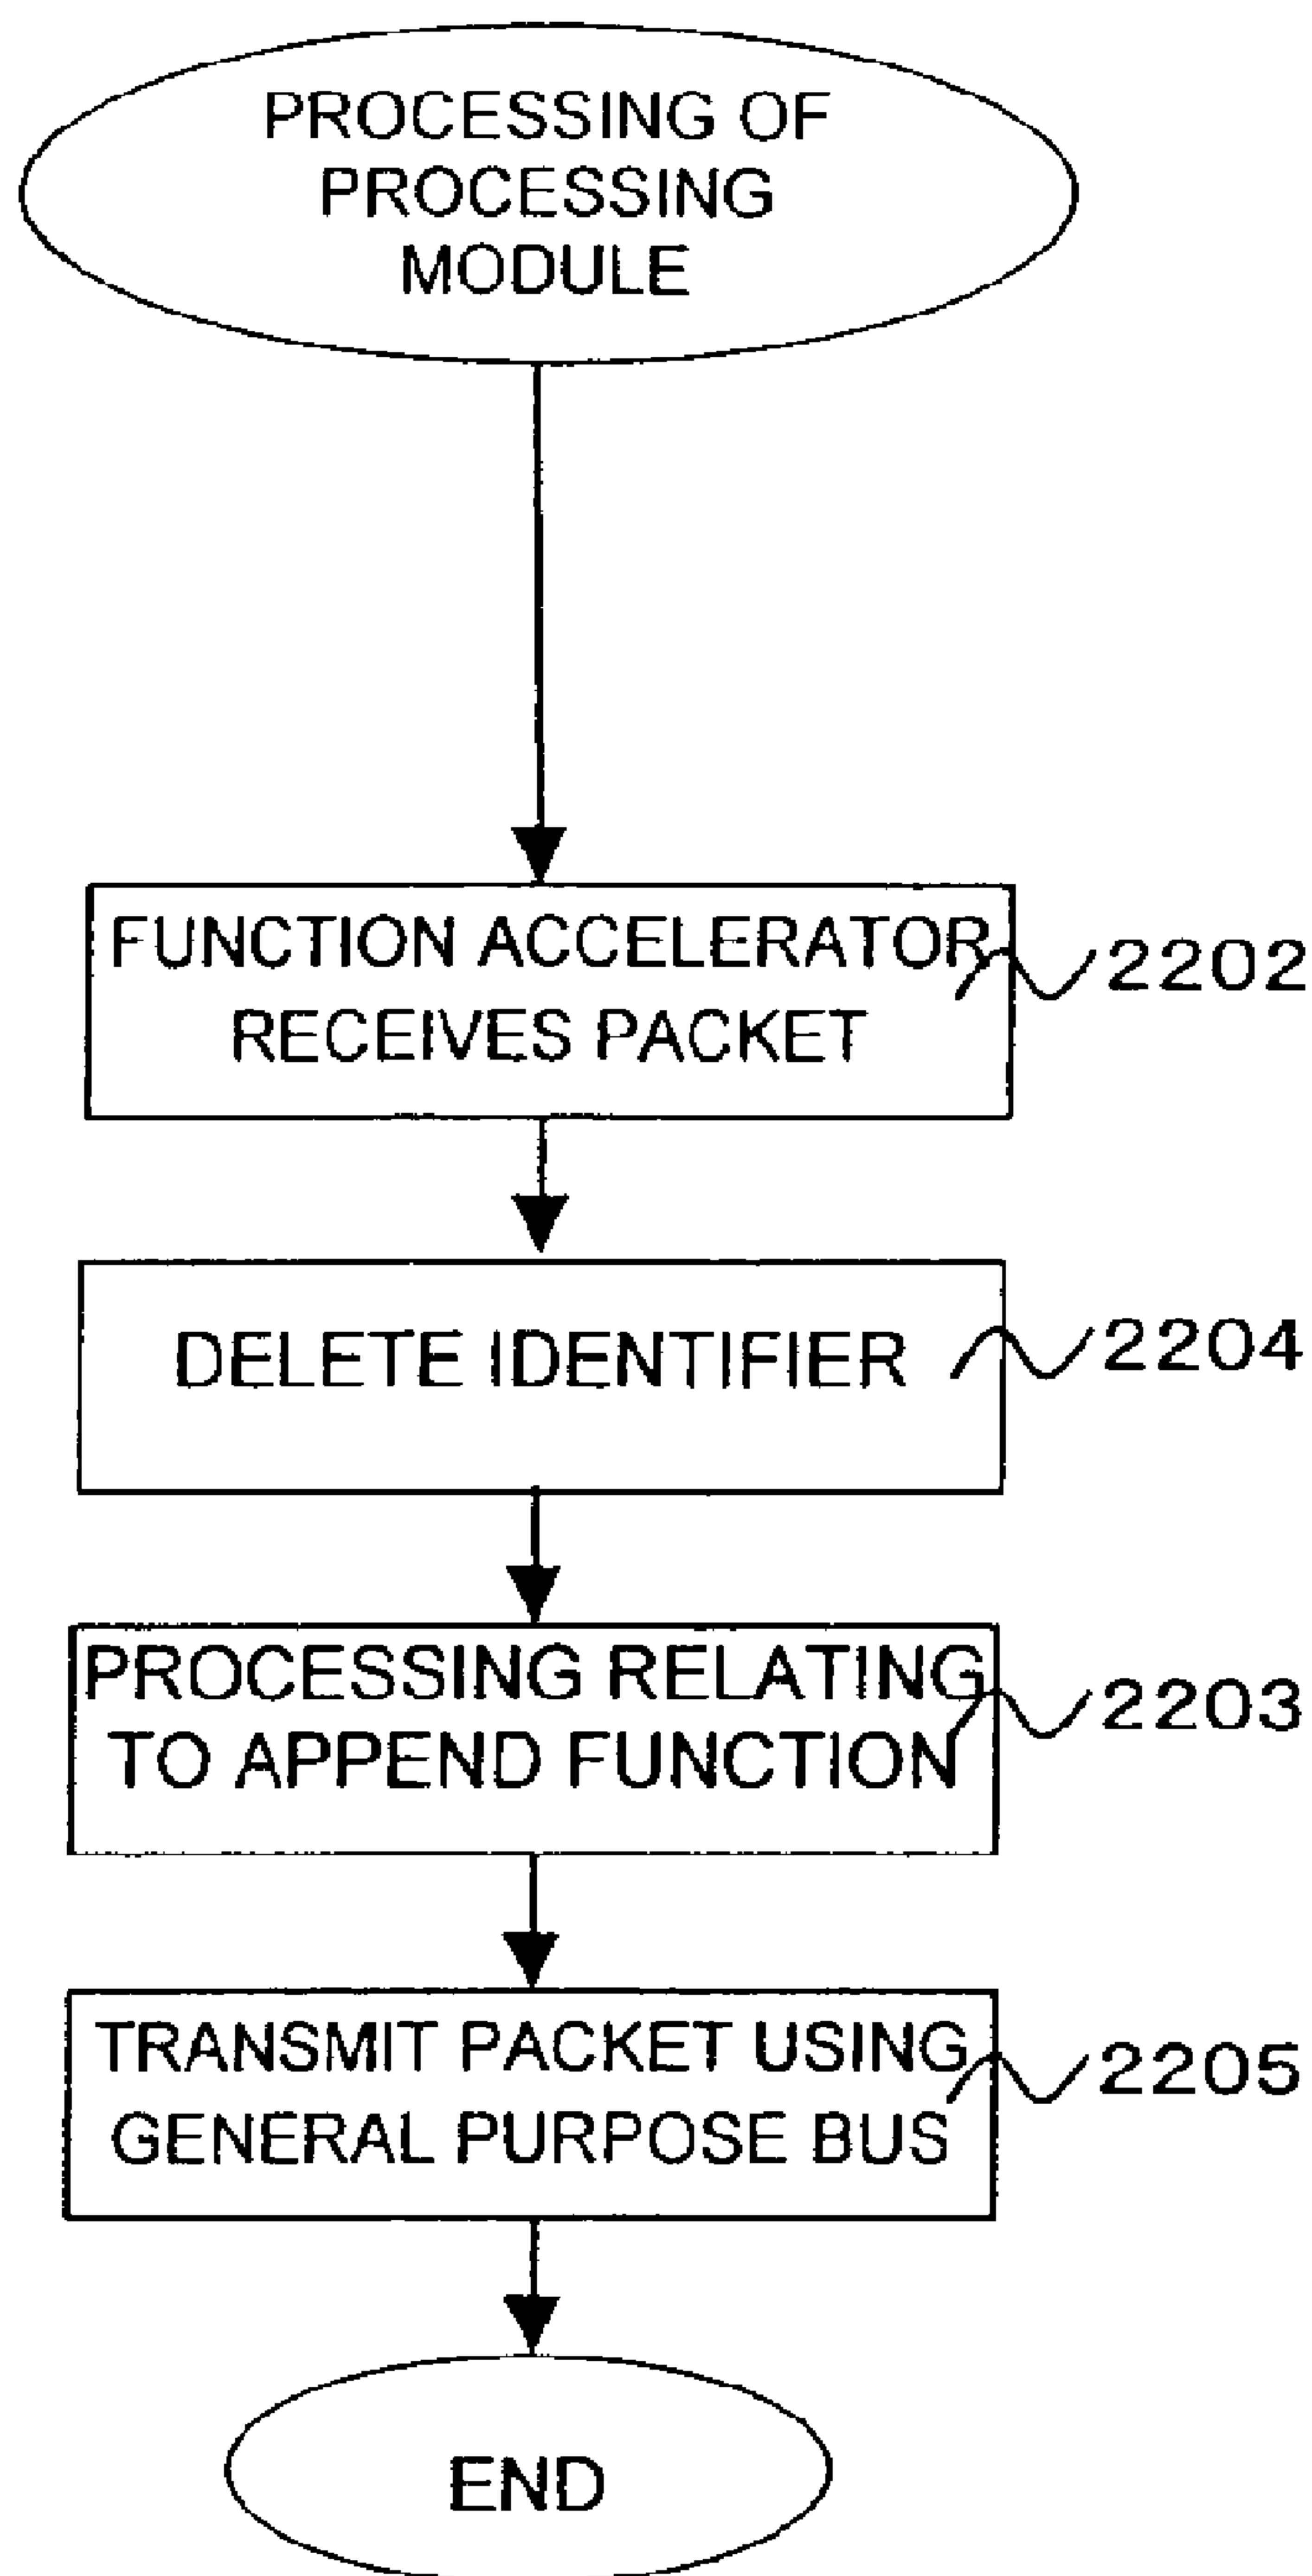 PROCESSING OF
PROCESSING
MODULE
FUNCTION ACCELERATOR
RECEIVES PACKET
2202
DELETE IDENTIFIER
2204
PROCESSING RELATING
TO APPEND FUNCTION
2203
TRANSMIT PACKET USING
GENERAL PURPOSE BUS
2205
END